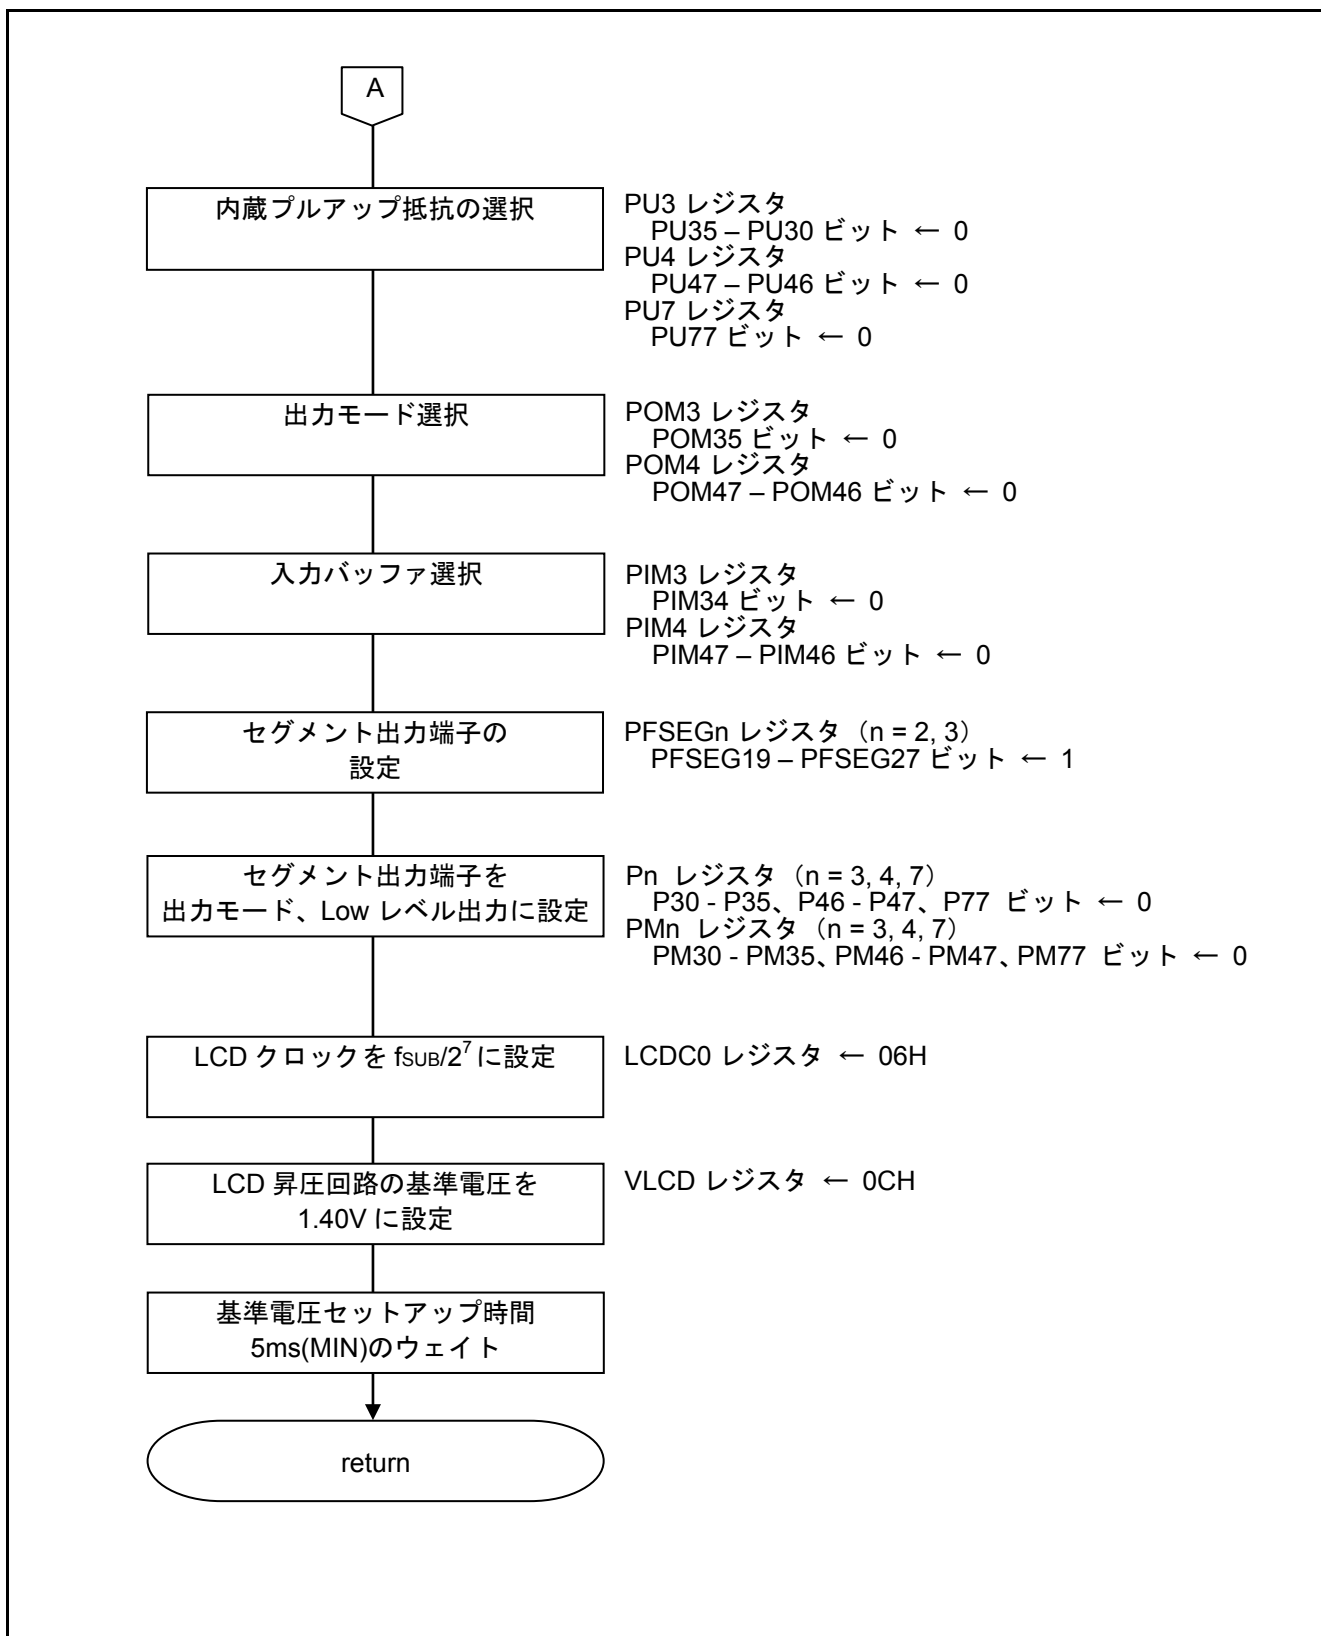 A
内蔵プルアップ抵抗の選択
PU3 レジスタ
PU35 – PU30 ビット ← 0
PU4 レジスタ
PU47 – PU46 ビット ← 0
PU7 レジスタ
PU77 ビット ← 0
出力モード選択
POM3 レジスタ
POM35 ビット ← 0
POM4 レジスタ
POM47 – POM46 ビット ← 0
入力バッファ選択
PIM3 レジスタ
PIM34 ビット ← 0
PIM4 レジスタ
PIM47 – PIM46 ビット ← 0
セグメント出力端子の
設定
PFSEGn レジスタ（n = 2, 3）
PFSEG19 – PFSEG27 ビット ← 1
セグメント出力端子を
出力モード、Low レベル出力に設定
Pn レジスタ（n = 3, 4, 7）
P30 - P35、P46 - P47、P77 ビット ← 0
PMn レジスタ（n = 3, 4, 7）
PM30 - PM35、PM46 - PM47、PM77 ビット ← 0
LCD クロックを fSUB/2⁷ に設定
LCDC0 レジスタ ← 06H
LCD 昇圧回路の基準電圧を
1.40V に設定
VLCD レジスタ ← 0CH
基準電圧セットアップ時間
5ms(MIN)のウェイト
return